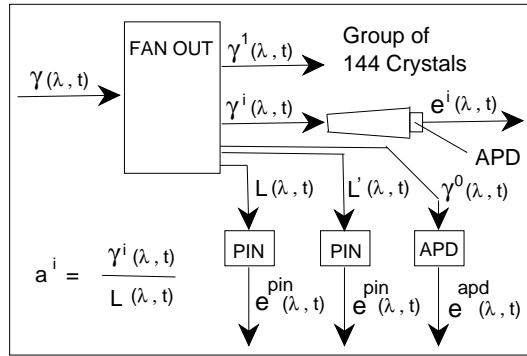 FAN OUT
γ(λ, t)
γ¹(λ, t)
Group of
144 Crystals
γⁱ(λ, t)
eⁱ(λ, t)
APD
L(λ, t)
L'(λ, t)
γ⁰(λ, t)
PIN
PIN
APD
aⁱ = γⁱ(λ, t) / L(λ, t)
e^pin(λ, t)
e^pin(λ, t)
e^apd(λ, t)